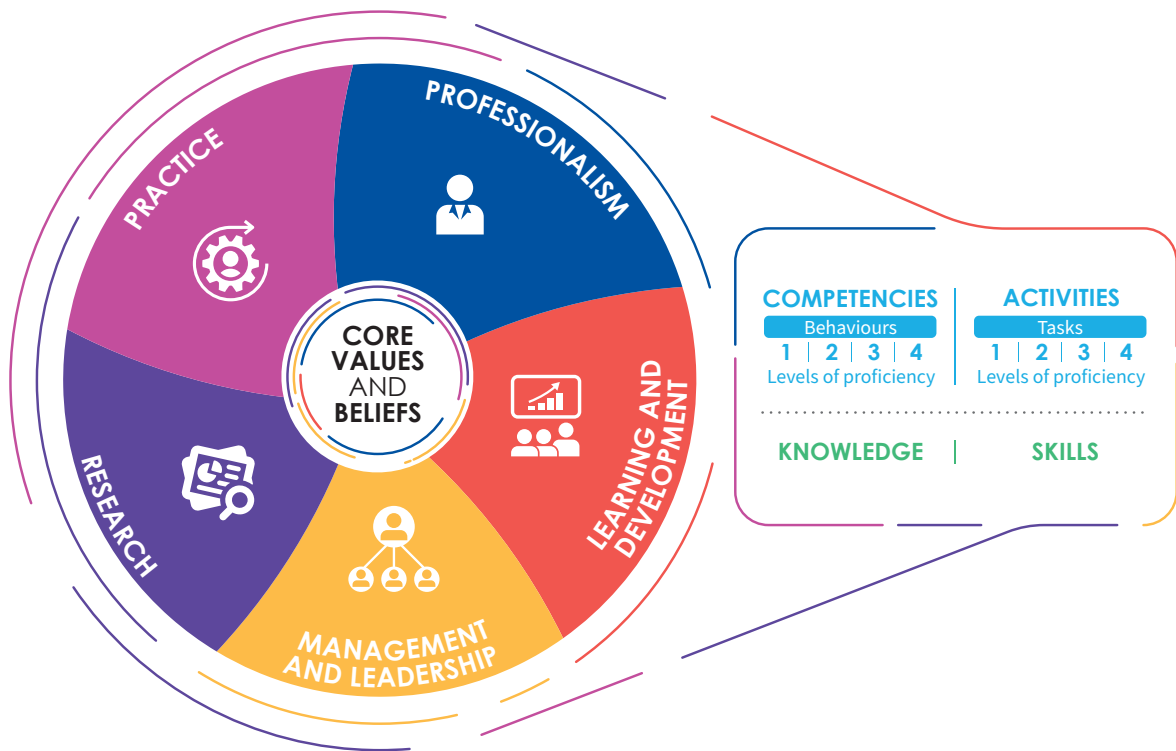 PRACTICE
PROFESSIONALISM
CORE
VALUES
AND
BELIEFS
LEARNING AND
DEVELOPMENT
MANAGEMENT
AND LEADERSHIP
RESEARCH
COMPETENCIES
Behaviours
1 | 2 | 3 | 4
Levels of proficiency
ACTIVITIES
Tasks
1 | 2 | 3 | 4
Levels of proficiency
KNOWLEDGE | SKILLS